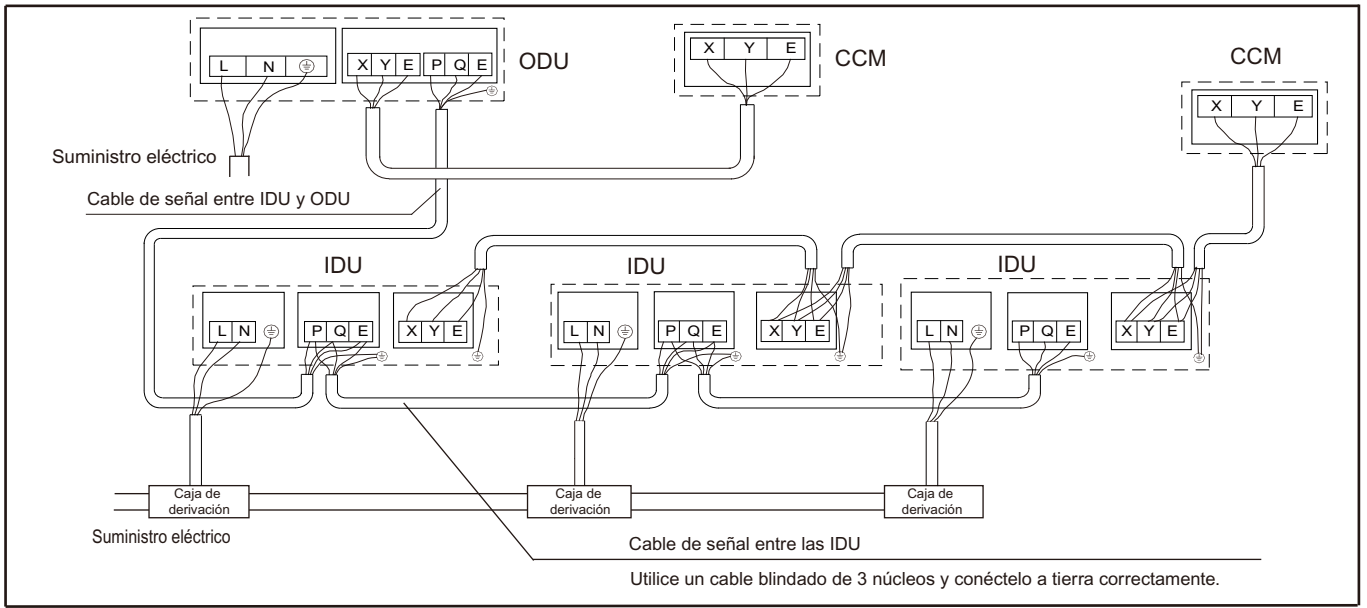 L N
X Y E P Q E
ODU
X Y E
CCM
CCM
X Y E
Suministro eléctrico
Cable de señal entre IDU y ODU
IDU
IDU
IDU
L N
P Q E
X Y E
L N
P Q E
X Y E
L N
P Q E
X Y E
Caja de
derivación
Caja de
derivación
Caja de
derivación
Suministro eléctrico
Cable de señal entre las IDU
Utilice un cable blindado de 3 núcleos y conéctelo a tierra correctamente.